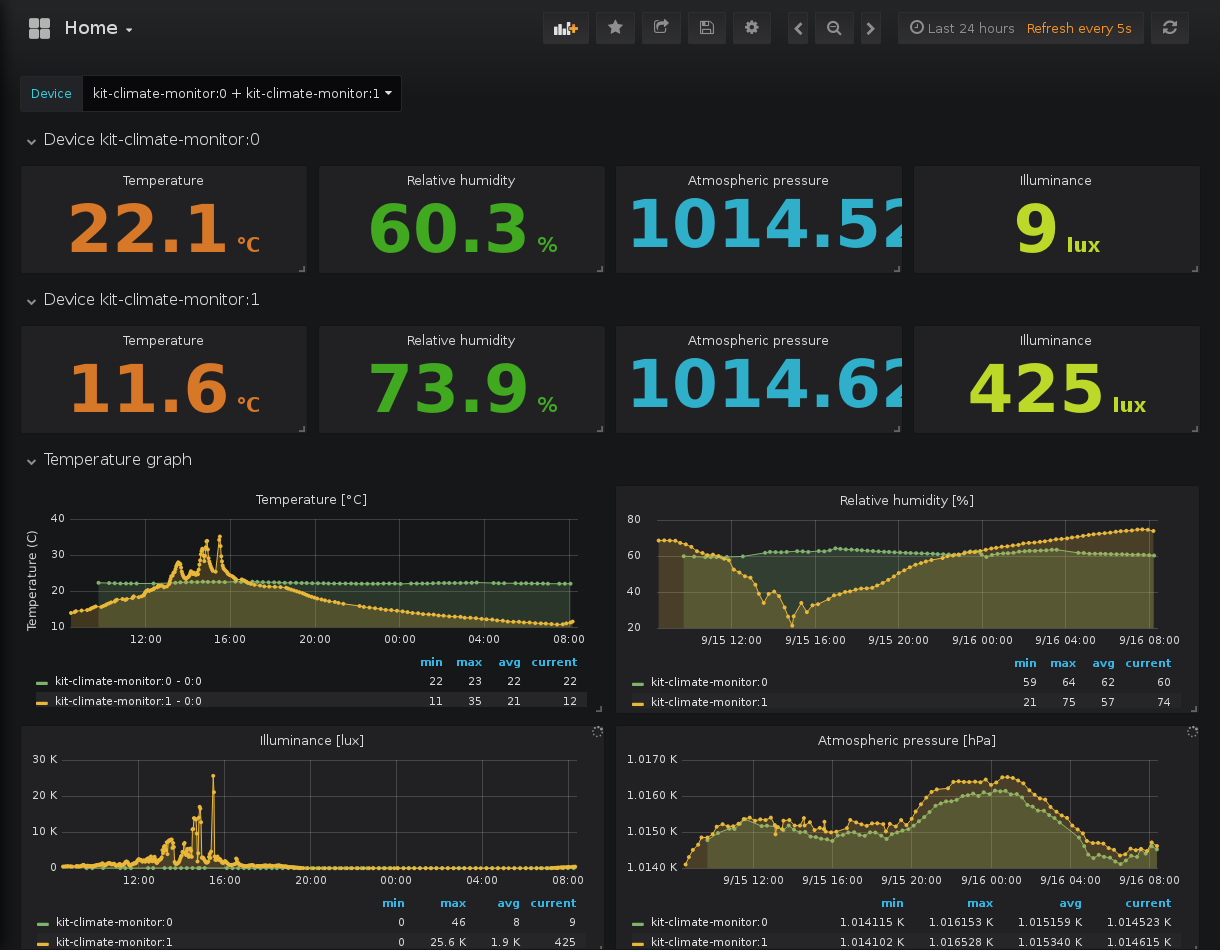 Home
Last 24 hours Refresh every 5s
Device kit-climate-monitor:0 + kit-climate-monitor:1
Device kit-climate-monitor:0
Temperature Relative humidity Atmospheric pressure Illuminance
22.1 °C 60.3 % 1014.52 9 lux
Device kit-climate-monitor:1
Temperature Relative humidity Atmospheric pressure Illuminance
11.6 °C 73.9 % 1014.62 425 lux
Temperature graph
Temperature [°C]
Temperature (C)
40
30
20
10
12:00 16:00 20:00 00:00 04:00 08:00
min max avg current
kit-climate-monitor:0 - 0:0 22 23 22 22
kit-climate-monitor:1 - 0:0 11 35 21 12
Relative humidity [%]
80
60
40
20
9/15 12:00 9/15 16:00 9/15 20:00 9/16 00:00 9/16 04:00 9/16 08:00
min max avg current
kit-climate-monitor:0 59 64 62 60
kit-climate-monitor:1 21 75 57 74
Illuminance [lux]
30 K
20 K
10 K
0
12:00 16:00 20:00 00:00 04:00 08:00
min max avg current
kit-climate-monitor:0 0 46 8 9
kit-climate-monitor:1 0 25.6 K 1.9 K 425
Atmospheric pressure [hPa]
1.0170 K
1.0160 K
1.0150 K
1.0140 K
9/15 12:00 9/15 16:00 9/15 20:00 9/16 00:00 9/16 04:00 9/16 08:00
min max avg current
kit-climate-monitor:0 1.014115 K 1.016153 K 1.015159 K 1.014523 K
kit-climate-monitor:1 1.014102 K 1.016528 K 1.015340 K 1.014615 K